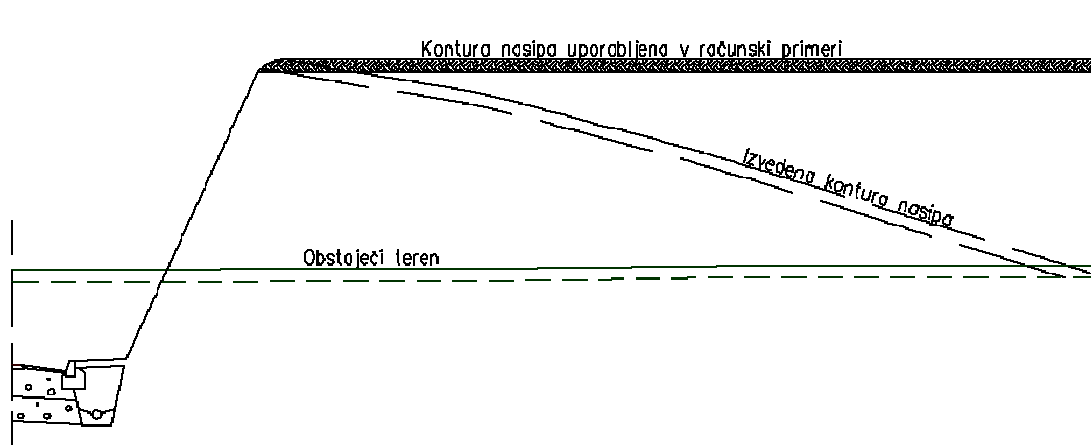 Kontura nasipa uporabljena v računski primeri
Izvedena kontura nasipa
Obstoječi teren